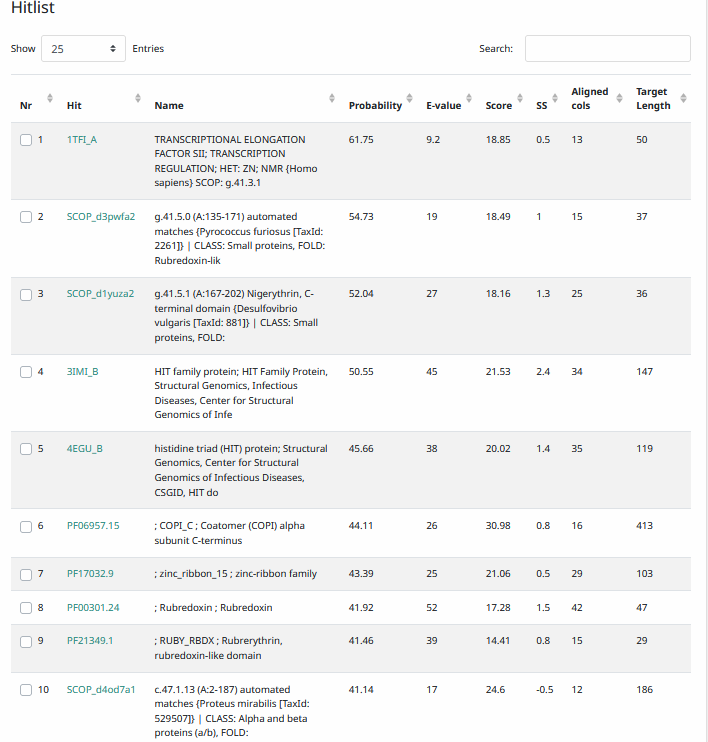 Hitlist
Show 25 Entries Search:
Nr Hit Name Probability E-value Score SS Aligned cols Target Length
1 1TFI_A TRANSCRIPTIONAL ELONGATION 61.75 9.2 18.85 0.5 13 50
FACTOR SII; TRANSCRIPTION
REGULATION; HET: ZN; NMR {Homo
sapiens} SCOP: g.41.3.1
2 SCOP_d3pwfa2 g.41.5.0 (A:135-171) automated 54.73 19 18.49 1 15 37
matches {Pyrococcus furiosus [TaxId:
2261]} | CLASS: Small proteins, FOLD:
Rubredoxin-lik
3 SCOP_d1yuza2 g.41.5.1 (A:167-202) Nigerythrin, C- 52.04 27 18.16 1.3 25 36
terminal domain {Desulfovibrio
vulgaris [TaxId: 881]} | CLASS: Small
proteins, FOLD:
4 3IMI_B HIT family protein; HIT Family Protein, 50.55 45 21.53 2.4 34 147
Structural Genomics, Infectious
Diseases, Center for Structural
Genomics of Infe
5 4EGU_B histidine triad (HIT) protein; Structural 45.66 38 20.02 1.4 35 119
Genomics, Center for Structural
Genomics of Infectious Diseases,
CSGID, HIT do
6 PF06957.15 ; COPI_C ; Coatomer (COPI) alpha 44.11 26 30.98 0.8 16 413
subunit C-terminus
7 PF17032.9 ; zinc_ribbon_15 ; zinc-ribbon family 43.39 25 21.06 0.5 29 103
8 PF00301.24 ; Rubredoxin ; Rubredoxin 41.92 52 17.28 1.5 42 47
9 PF21349.1 ; RUBY_RBDX ; Rubrerythrin, 41.46 39 14.41 0.8 15 29
rubredoxin-like domain
10 SCOP_d4od7a1 c.47.1.13 (A:2-187) automated 41.14 17 24.6 -0.5 12 186
matches {Proteus mirabilis [TaxId:
529507]} | CLASS: Alpha and beta
proteins (a/b), FOLD: